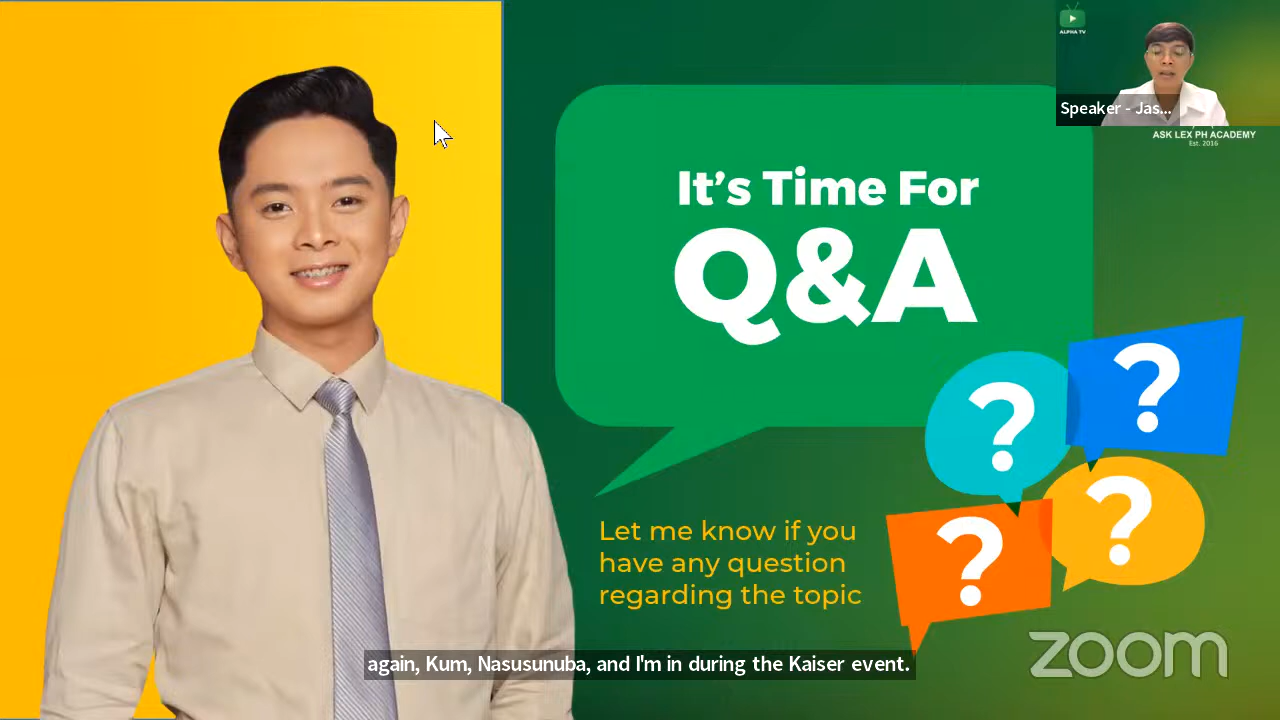 ALPHA TV
Speaker - Jas...
ASK LEX PH ACADEMY
Est. 2016
It's Time For
Q&A
?
?
?
?
Let me know if you
have any question
regarding the topic
again, Kum, Nasusunuba, and I'm in during the Kaiser event.
zoom